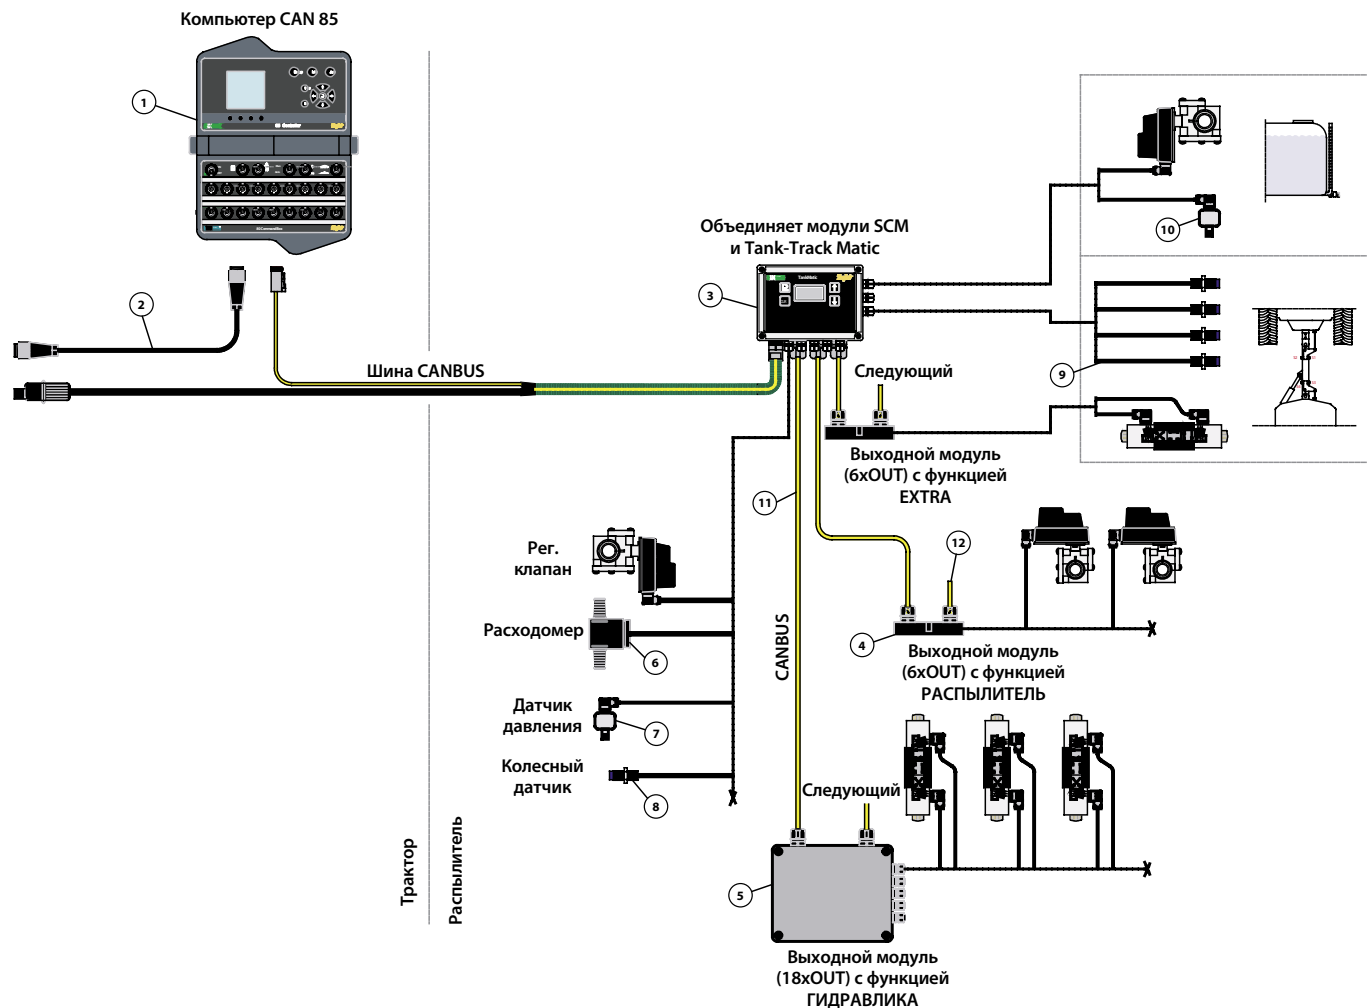 Компьютер CAN 85
1
2
Шина CANBUS
Трактор
Распылитель
Объединяет модули SCM
и Tank-Track Matic
3
TankMatic
10
9
Следующий
Выходной модуль
(6xOUT) с функцией
EXTRA
11
12
4
Выходной модуль
(6xOUT) с функцией
РАСПЫЛИТЕЛЬ
Рег.
клапан
Расходомер
6
Датчик
давления
7
Колесный
датчик
8
CANBUS
Следующий
5
Выходной модуль
(18xOUT) с функцией
ГИДРАВЛИКА